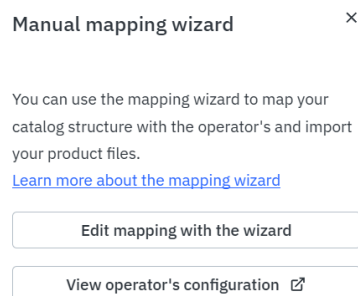 Manual mapping wizard
You can use the mapping wizard to map your
catalog structure with the operator's and import
your product files.
Learn more about the mapping wizard
Edit mapping with the wizard
View operator's configuration